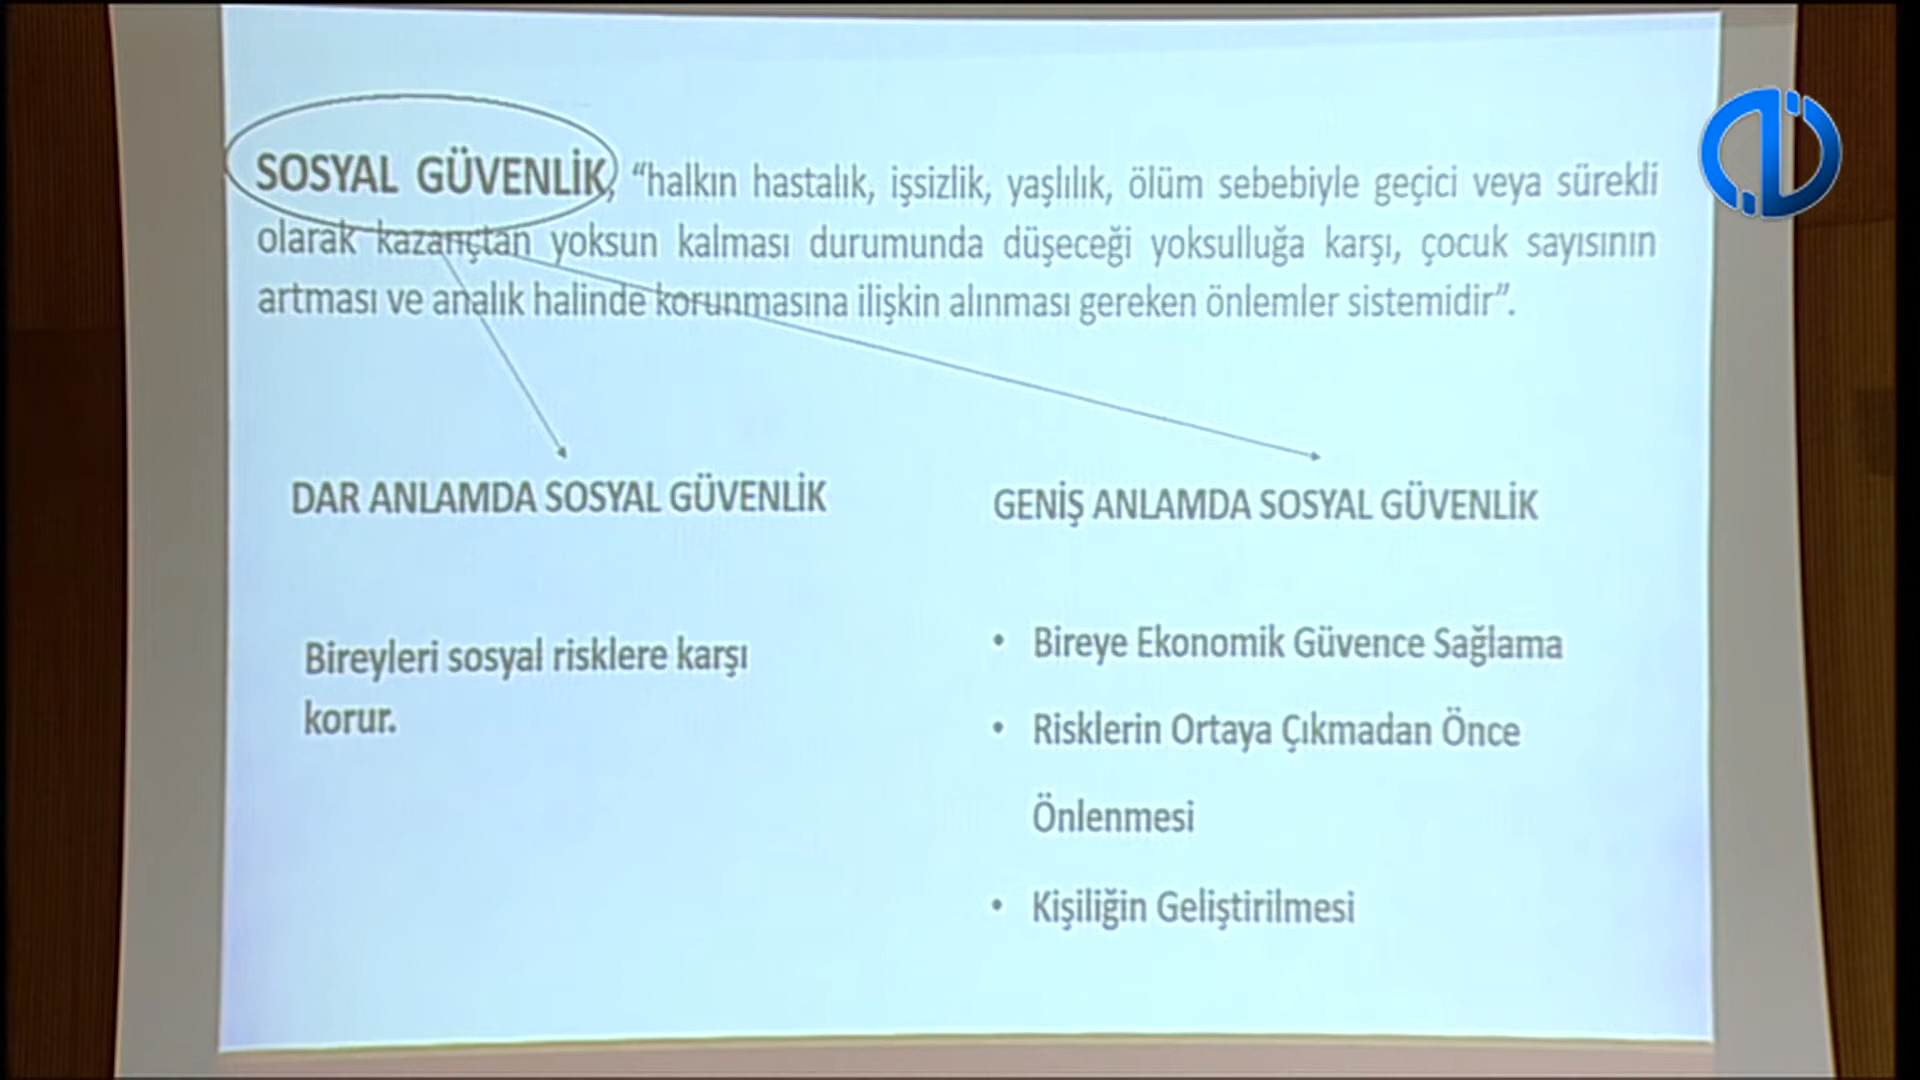 SOSYAL GÜVENLİK, “halkın hastalık, işsizlik, yaşlılık, ölüm sebebiyle geçici veya sürekli
olarak kazançtan yoksun kalması durumunda düşeceği yoksulluğa karşı, çocuk sayısının
artması ve analık halinde korunmasına ilişkin alınması gereken önlemler sistemidir”.
DAR ANLAMDA SOSYAL GÜVENLİK
Bireyleri sosyal risklere karşı
korur.
GENİŞ ANLAMDA SOSYAL GÜVENLİK
• Bireye Ekonomik Güvence Sağlama
• Risklerin Ortaya Çıkmadan Önce
Önlenmesi
• Kişiliğin Geliştirilmesi